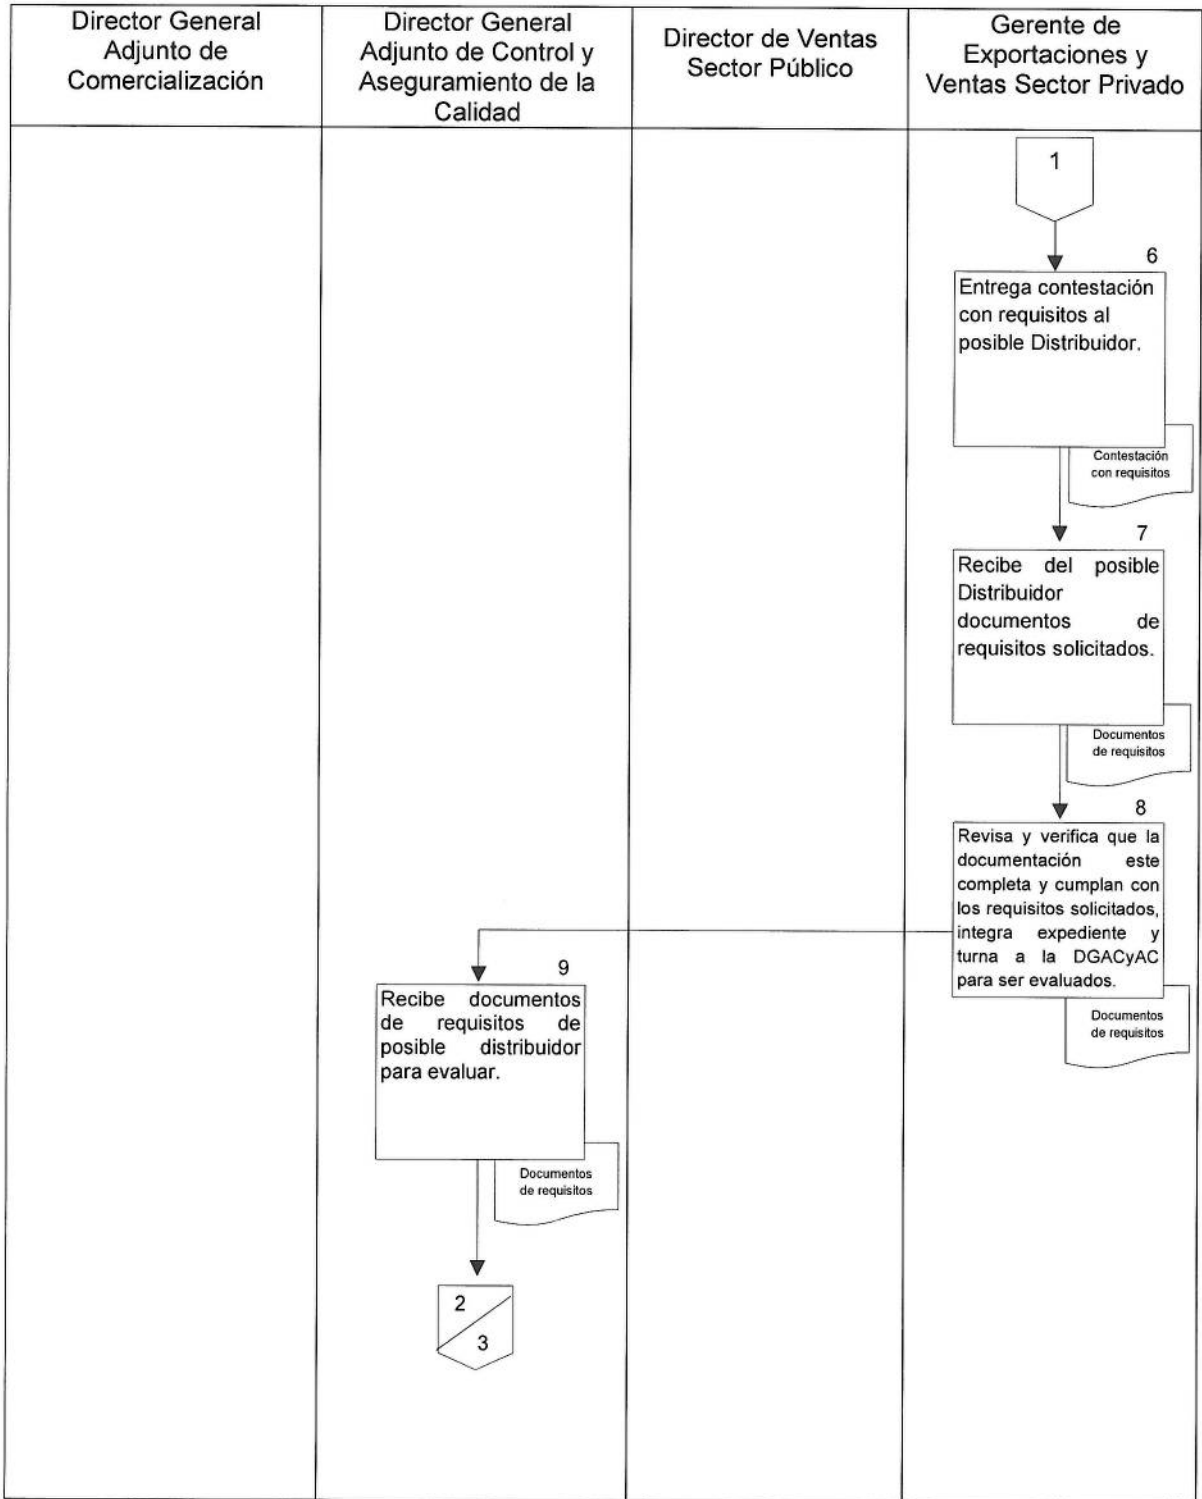 Director General
Adjunto de
Comercialización
Director General
Adjunto de Control y
Aseguramiento de la
Calidad
Director de Ventas
Sector Público
Gerente de
Exportaciones y
Ventas Sector Privado
1
6
Entrega contestación
con requisitos al
posible Distribuidor.
Contestación
con requisitos
7
Recibe del posible
Distribuidor
documentos de
requisitos solicitados.
Documentos
de requisitos
8
Revisa y verifica que la
documentación este
completa y cumplan con
los requisitos solicitados,
integra expediente y
turna a la DGACyAC
para ser evaluados.
Documentos
de requisitos
9
Recibe documentos
de requisitos de
posible distribuidor
para evaluar.
Documentos
de requisitos
2
3